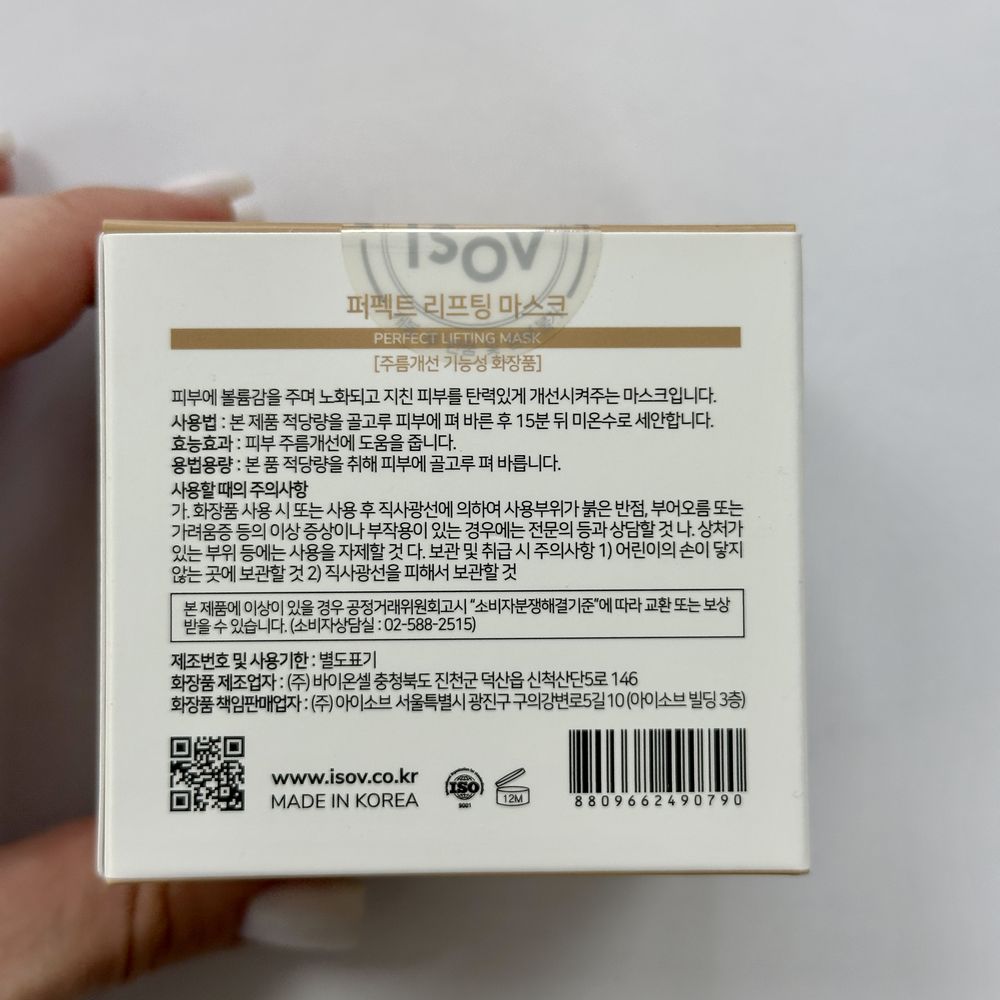 ISOV
퍼펙트 리프팅 마스크
PERFECT LIFTING MASK
[주름개선 기능성 화장품]
피부에 볼륨감을 주며 노화되고 지친 피부를 탄력있게 개선시켜주는 마스크입니다.
사용법 : 본 제품 적당량을 골고루 피부에 펴 바른 후 15분 뒤 미온수로 세안합니다.
효능효과 : 피부 주름개선에 도움을 줍니다.
용법용량 : 본 품 적당량을 취해 피부에 골고루 펴 바릅니다.
사용할 때의 주의사항
가. 화장품 사용 시 또는 사용 후 직사광선에 의하여 사용부위가 붉은 반점, 부어오름 또는
가려움증 등의 이상 증상이나 부작용이 있는 경우에는 전문의 등과 상담할 것 나. 상처가
있는 부위 등에는 사용을 자제할 것 다. 보관 및 취급 시 주의사항 1) 어린이의 손이 닿지
않는 곳에 보관할 것 2) 직사광선을 피해서 보관할 것
본 제품에 이상이 있을 경우 공정거래위원회고시 "소비자분쟁해결기준"에 따라 교환 또는 보상
받을 수 있습니다. (소비자상담실 : 02-588-2515)
제조번호 및 사용기한 : 별도표기
화장품 제조업자 : (주) 바이온셀 충청북도 진천군 덕산읍 신척산단5로 146
화장품 책임판매업자 : (주) 아이소브 서울특별시 광진구 구의강변로5길 10 (아이소브 빌딩 3층)
www.isov.co.kr
MADE IN KOREA
ISO
9001
12M
8809662490790